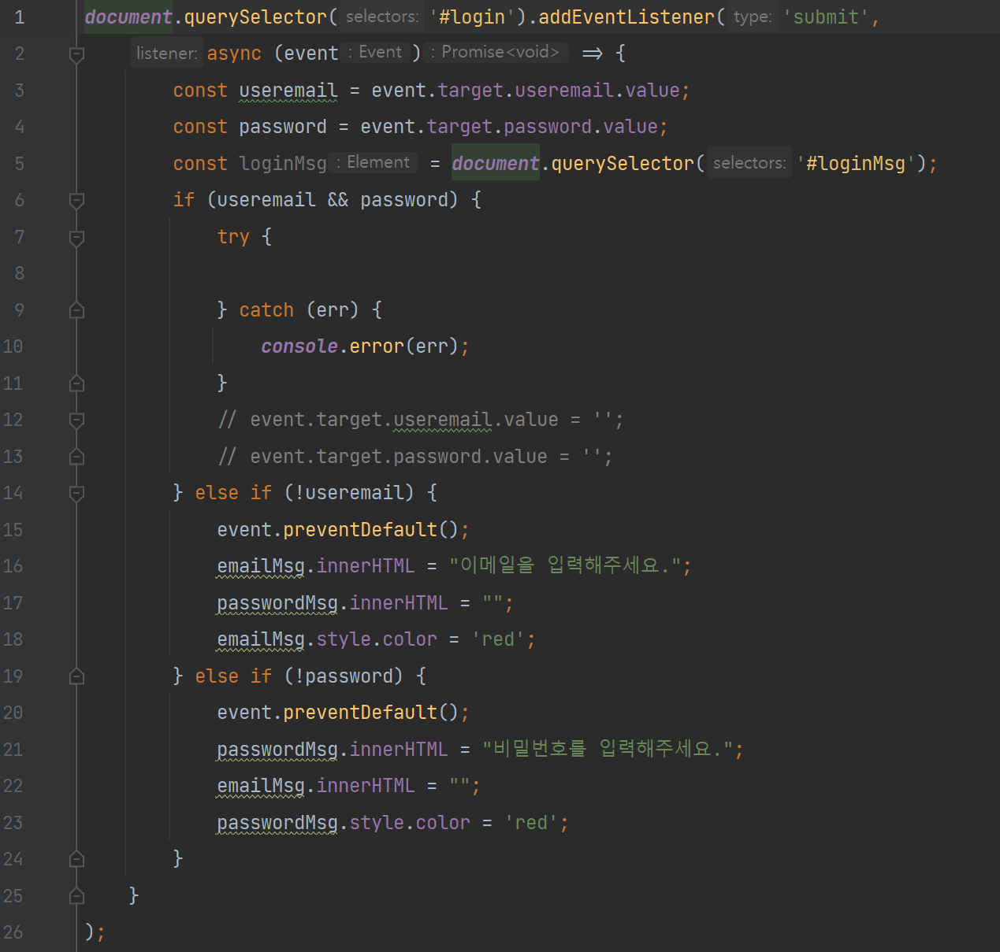 1 document.querySelector( selectors: '#login').addEventListener( type: 'submit',
2 listener: async (event : Event ) : Promise<void> => {
3 const useremail = event.target.useremail.value;
4 const password = event.target.password.value;
5 const loginMsg : Element = document.querySelector( selectors: '#loginMsg');
6 if (useremail && password) {
7 try {
8
9 } catch (err) {
10 console.error(err);
11 }
12 // event.target.useremail.value = '';
13 // event.target.password.value = '';
14 } else if (!useremail) {
15 event.preventDefault();
16 emailMsg.innerHTML = "이메일을 입력해주세요.";
17 passwordMsg.innerHTML = "";
18 emailMsg.style.color = 'red';
19 } else if (!password) {
20 event.preventDefault();
21 passwordMsg.innerHTML = "비밀번호를 입력해주세요.";
22 emailMsg.innerHTML = "";
23 passwordMsg.style.color = 'red';
24 }
25 }
26 );